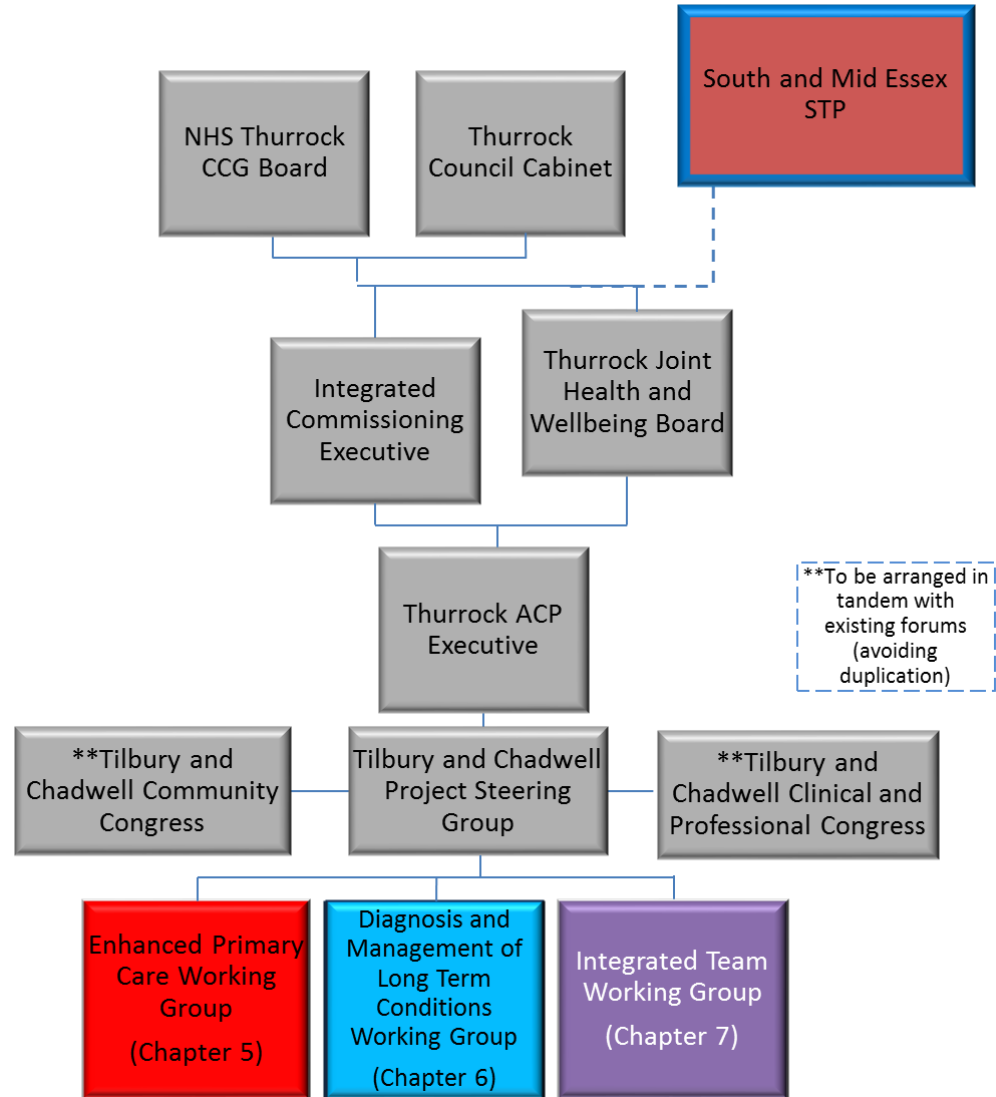 South and Mid Essex
STP
NHS Thurrock
CCG Board
Thurrock
Council Cabinet
Integrated
Commissioning
Executive
Thurrock Joint
Health and
Wellbeing Board
Thurrock ACP
Executive
**To be arranged in
tandem with
existing forums
(avoiding
duplication)
**Tilbury and
Chadwell Community
Congress
Tilbury and Chadwell
Project Steering
Group
**Tilbury and
Chadwell Clinical and
Professional Congress
Enhanced Primary
Care Working
Group
(Chapter 5)
Diagnosis and
Management of
Long Term
Conditions
Working Group
(Chapter 6)
Integrated Team
Working Group
(Chapter 7)